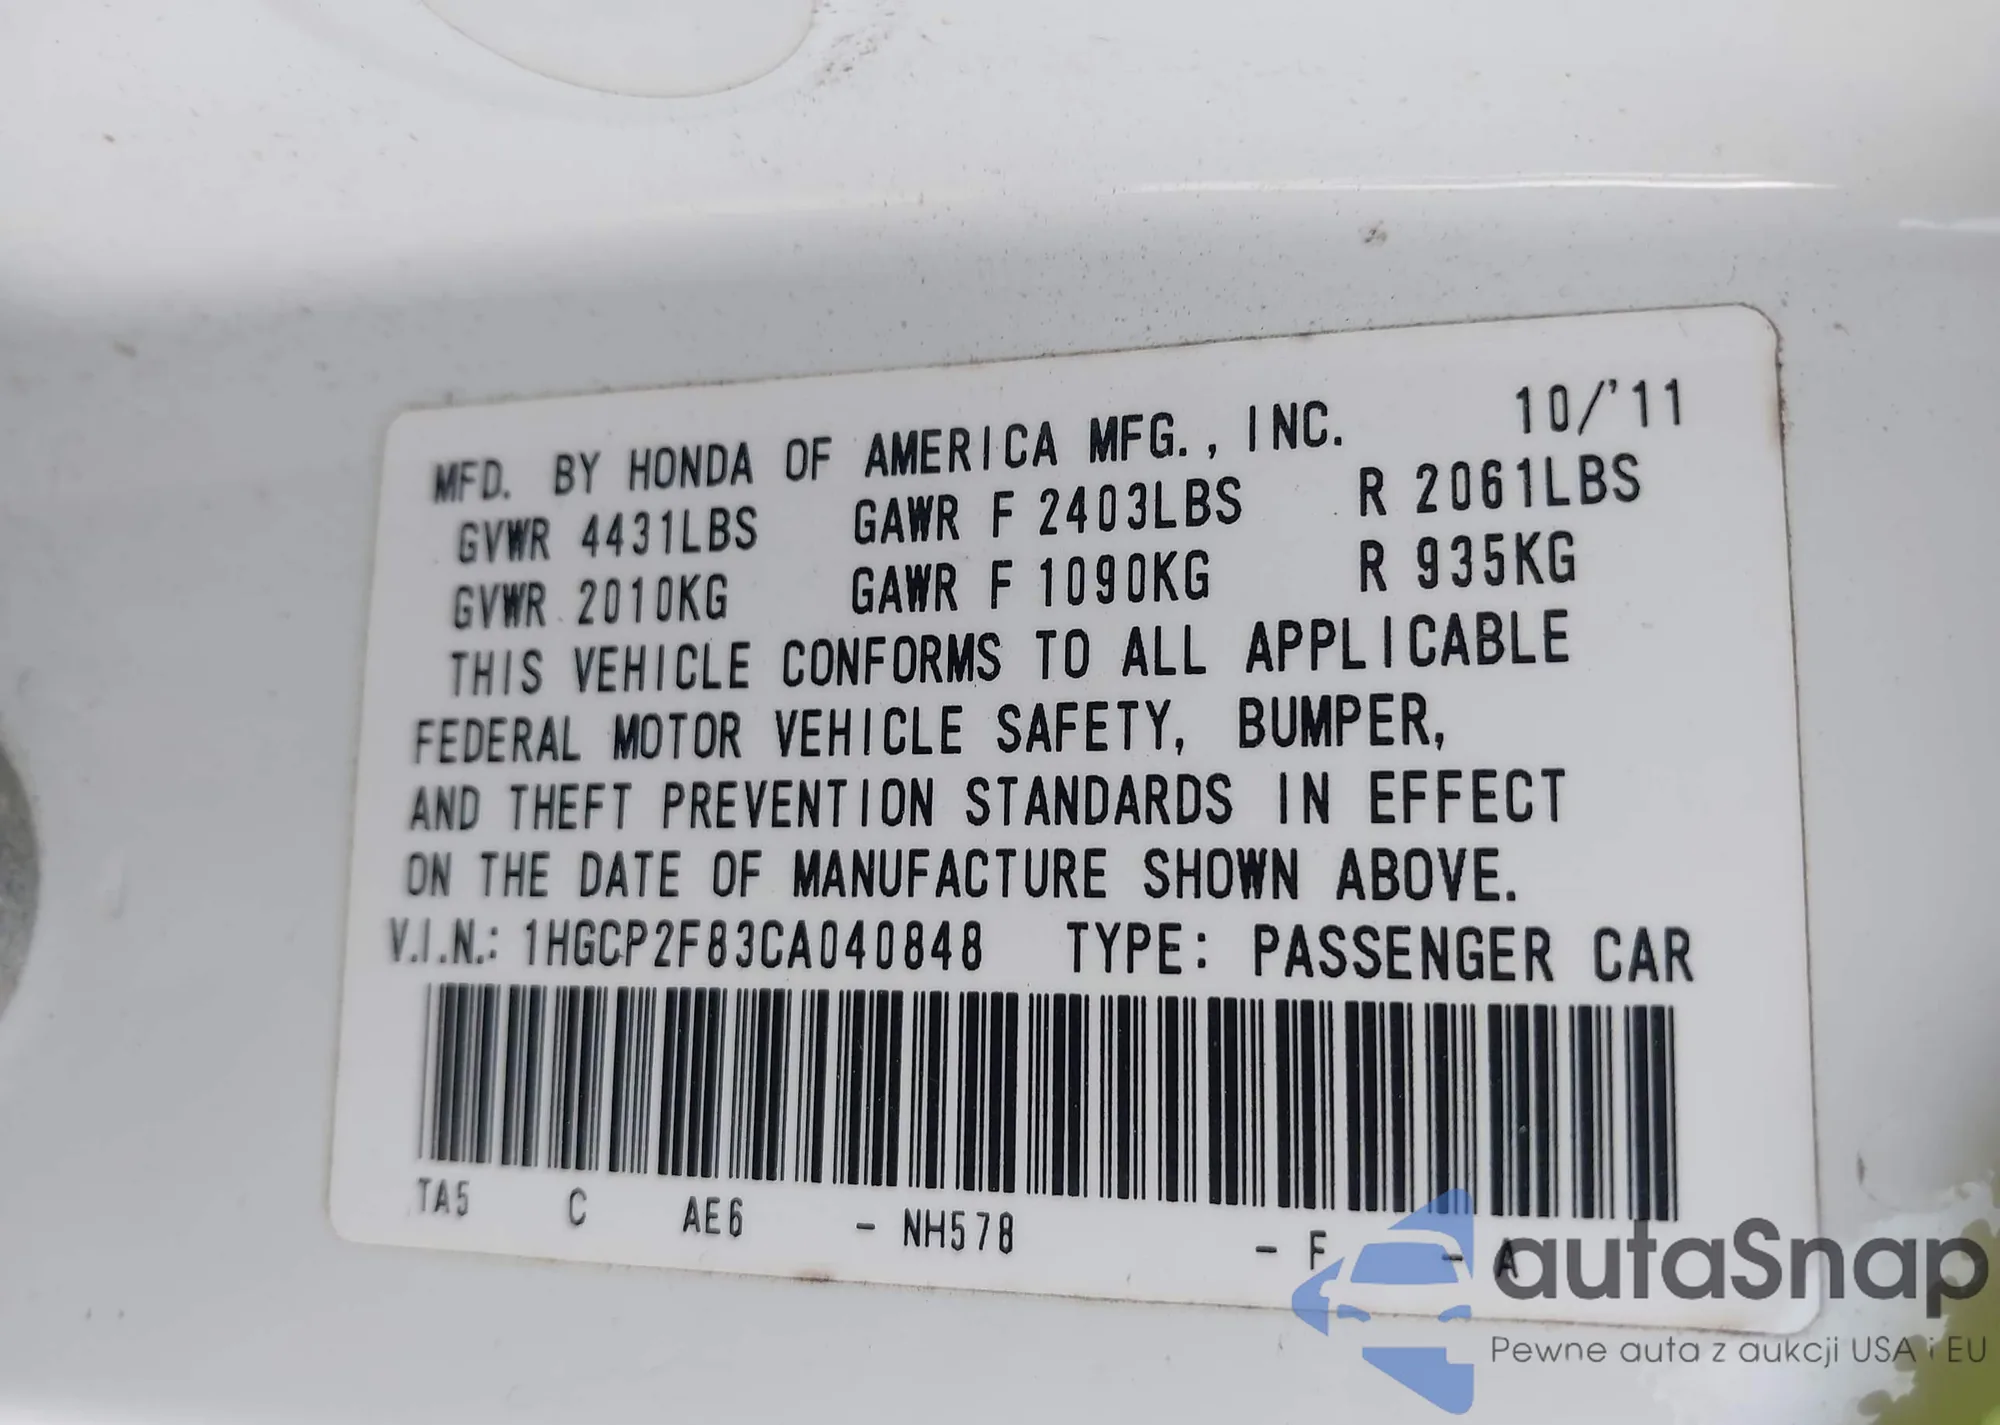 MFD. BY HONDA OF AMERICA MFG., INC. 10/'11
GVWR 4431LBS GAWR F 2403LBS R 2061LBS
GVWR 2010KG GAWR F 1090KG R 935KG
THIS VEHICLE CONFORMS TO ALL APPLICABLE
FEDERAL MOTOR VEHICLE SAFETY, BUMPER,
AND THEFT PREVENTION STANDARDS IN EFFECT
ON THE DATE OF MANUFACTURE SHOWN ABOVE.
V.I.N.: 1HGCP2F83CA040848 TYPE: PASSENGER CAR
TA5 C AE6 - NH578 - F - A
autaSnap
Pewne auta z aukcji USA i EU